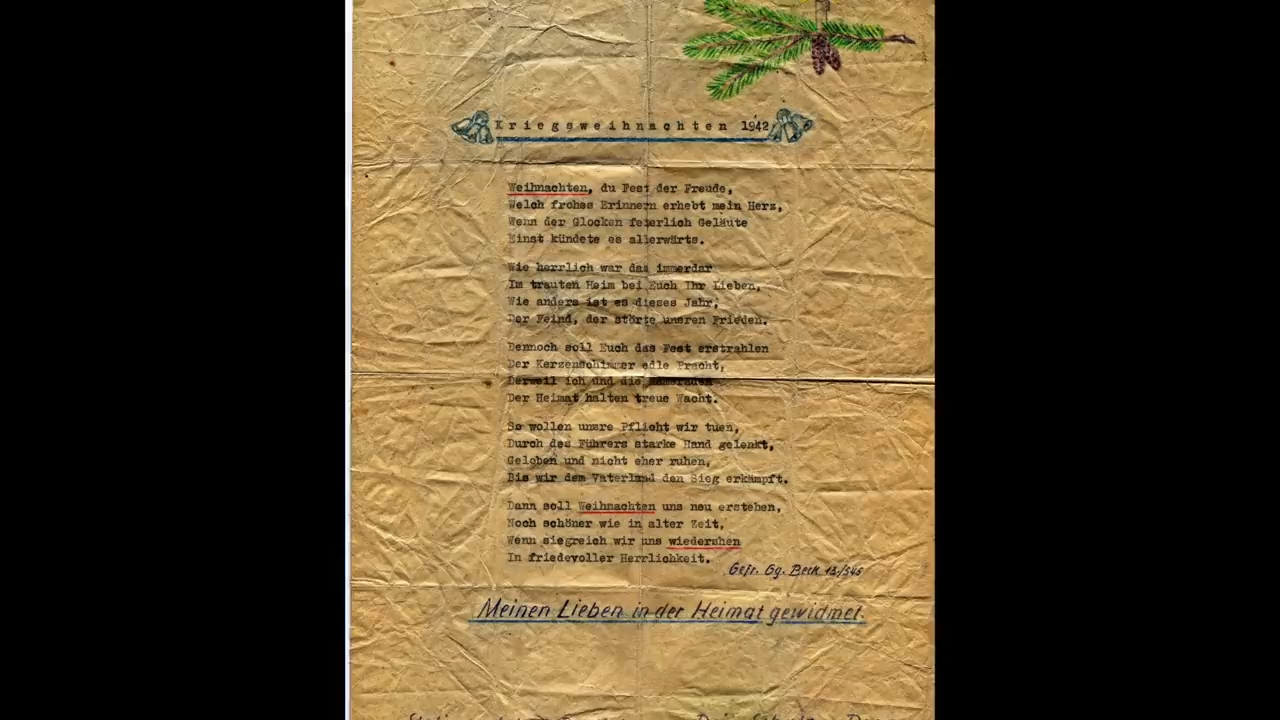 Kriegsweihnachten 1942
Weihnachten, du Fest der Freude,
Welch frohes Erinnern erhebt mein Herz,
Wenn der Glocken feierlich Geläute
Einst kündete es allerwärts.
Wie herrlich war das immerdar
Im trauten Heim bei Euch Ihr Lieben,
Wie anders ist es dieses Jahr,
Der Feind, der störte unsren Frieden.
Dennoch soll Euch das Fest erstrahlen
Der Kerzenschimmer edle Pracht,
Derweil ich und die Kameraden
Der Heimat halten treue Wacht.
So wollen unsre Pflicht wir tuen,
Durch des Führers starke Hand gelenkt,
Geloben und nicht eher ruhen,
Bis wir dem Vaterland den Sieg erkämpft.
Dann soll Weihnachten uns neu erstehen,
Noch schöner wie in alter Zeit,
Wenn siegreich wir uns wiedersehen
In friedevoller Herrlichkeit.
Gefr. Gg. Beck 13/545
Meinen Lieben in der Heimat gewidmet.